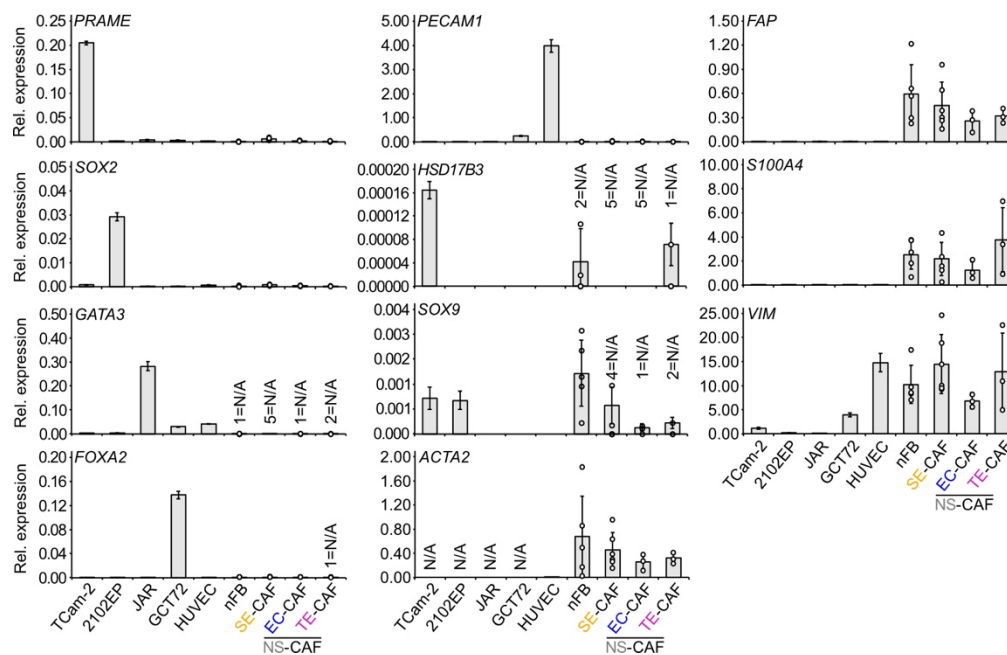 PRAME
Rel. expression
0.25
0.20
0.15
0.10
0.05
0.00
PECAM1
5.00
4.00
3.00
2.00
1.00
0.00
FAP
1.50
1.20
0.90
0.60
0.30
0.00
SOX2
Rel. expression
0.05
0.04
0.03
0.02
0.01
0.00
HSD17B3
0.00020
0.00016
0.00012
0.00008
0.00004
0.00000
2=N/A
5=N/A
5=N/A
1=N/A
S100A4
10.00
8.00
6.00
4.00
2.00
0.00
GATA3
Rel. expression
0.50
0.40
0.30
0.20
0.10
0.00
1=N/A
5=N/A
1=N/A
2=N/A
SOX9
0.004
0.003
0.002
0.001
0.001
0.000
4=N/A
1=N/A
2=N/A
VIM
25.00
20.00
15.00
10.00
5.00
0.00
TCam-2
2102EP
JAR
GCT72
HUVEC
nFB
SE-CAF
EC-CAF
TE-CAF
NS-CAF
FOXA2
Rel. expression
0.20
0.16
0.12
0.08
0.04
0.00
1=N/A
TCam-2
2102EP
JAR
GCT72
HUVEC
nFB
SE-CAF
EC-CAF
TE-CAF
NS-CAF
ACTA2
2.00
1.60
1.20
0.80
0.40
0.00
N/A
N/A
N/A
N/A
TCam-2
2102EP
JAR
GCT72
HUVEC
nFB
SE-CAF
EC-CAF
TE-CAF
NS-CAF